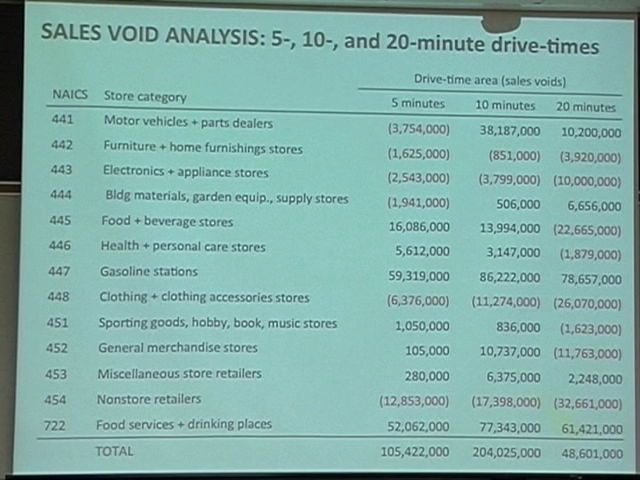 SALES VOID ANALYSIS: 5-, 10-, and 20-minute drive-times
Drive-time area (sales voids)
NAICS Store category 5 minutes 10 minutes 20 minutes
441 Motor vehicles + parts dealers (3,754,000) 38,187,000 10,200,000
442 Furniture + home furnishings stores (1,625,000) (851,000) (3,920,000)
443 Electronics + appliance stores (2,543,000) (3,799,000) (10,000,000)
444 Bldg materials, garden equip., supply stores (1,941,000) 506,000 6,656,000
445 Food + beverage stores 16,086,000 13,994,000 (22,665,000)
446 Health + personal care stores 5,612,000 3,147,000 (1,879,000)
447 Gasoline stations 59,319,000 86,222,000 78,657,000
448 Clothing + clothing accessories stores (6,376,000) (11,274,000) (26,070,000)
451 Sporting goods, hobby, book, music stores 1,050,000 836,000 (1,623,000)
452 General merchandise stores 105,000 10,737,000 (11,763,000)
453 Miscellaneous store retailers 280,000 6,375,000 2,248,000
454 Nonstore retailers (12,853,000) (17,398,000) (32,661,000)
722 Food services + drinking places 52,062,000 77,343,000 61,421,000
TOTAL 105,422,000 204,025,000 48,601,000